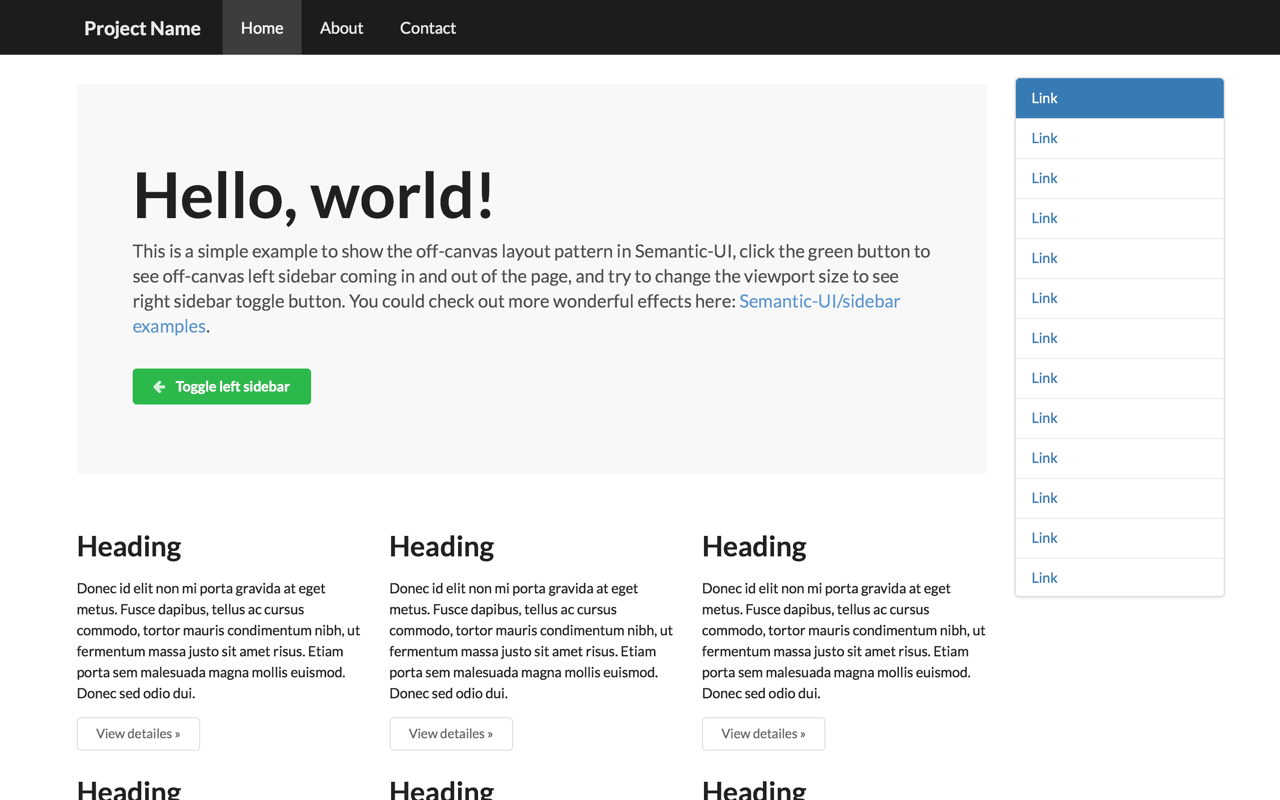 Project Name Home About Contact
Hello, world!
This is a simple example to show the off-canvas layout pattern in Semantic-UI, click the green button to
see off-canvas left sidebar coming in and out of the page, and try to change the viewport size to see
right sidebar toggle button. You could check out more wonderful effects here: Semantic-UI/sidebar
examples.
Toggle left sidebar
Link
Link
Link
Link
Link
Link
Link
Link
Link
Link
Link
Link
Link
Heading
Donec id elit non mi porta gravida at eget
metus. Fusce dapibus, tellus ac cursus
commodo, tortor mauris condimentum nibh, ut
fermentum massa justo sit amet risus. Etiam
porta sem malesuada magna mollis euismod.
Donec sed odio dui.
View detailes »
Heading
Donec id elit non mi porta gravida at eget
metus. Fusce dapibus, tellus ac cursus
commodo, tortor mauris condimentum nibh, ut
fermentum massa justo sit amet risus. Etiam
porta sem malesuada magna mollis euismod.
Donec sed odio dui.
View detailes »
Heading
Donec id elit non mi porta gravida at eget
metus. Fusce dapibus, tellus ac cursus
commodo, tortor mauris condimentum nibh, ut
fermentum massa justo sit amet risus. Etiam
porta sem malesuada magna mollis euismod.
Donec sed odio dui.
View detailes »
Heading
Heading
Heading